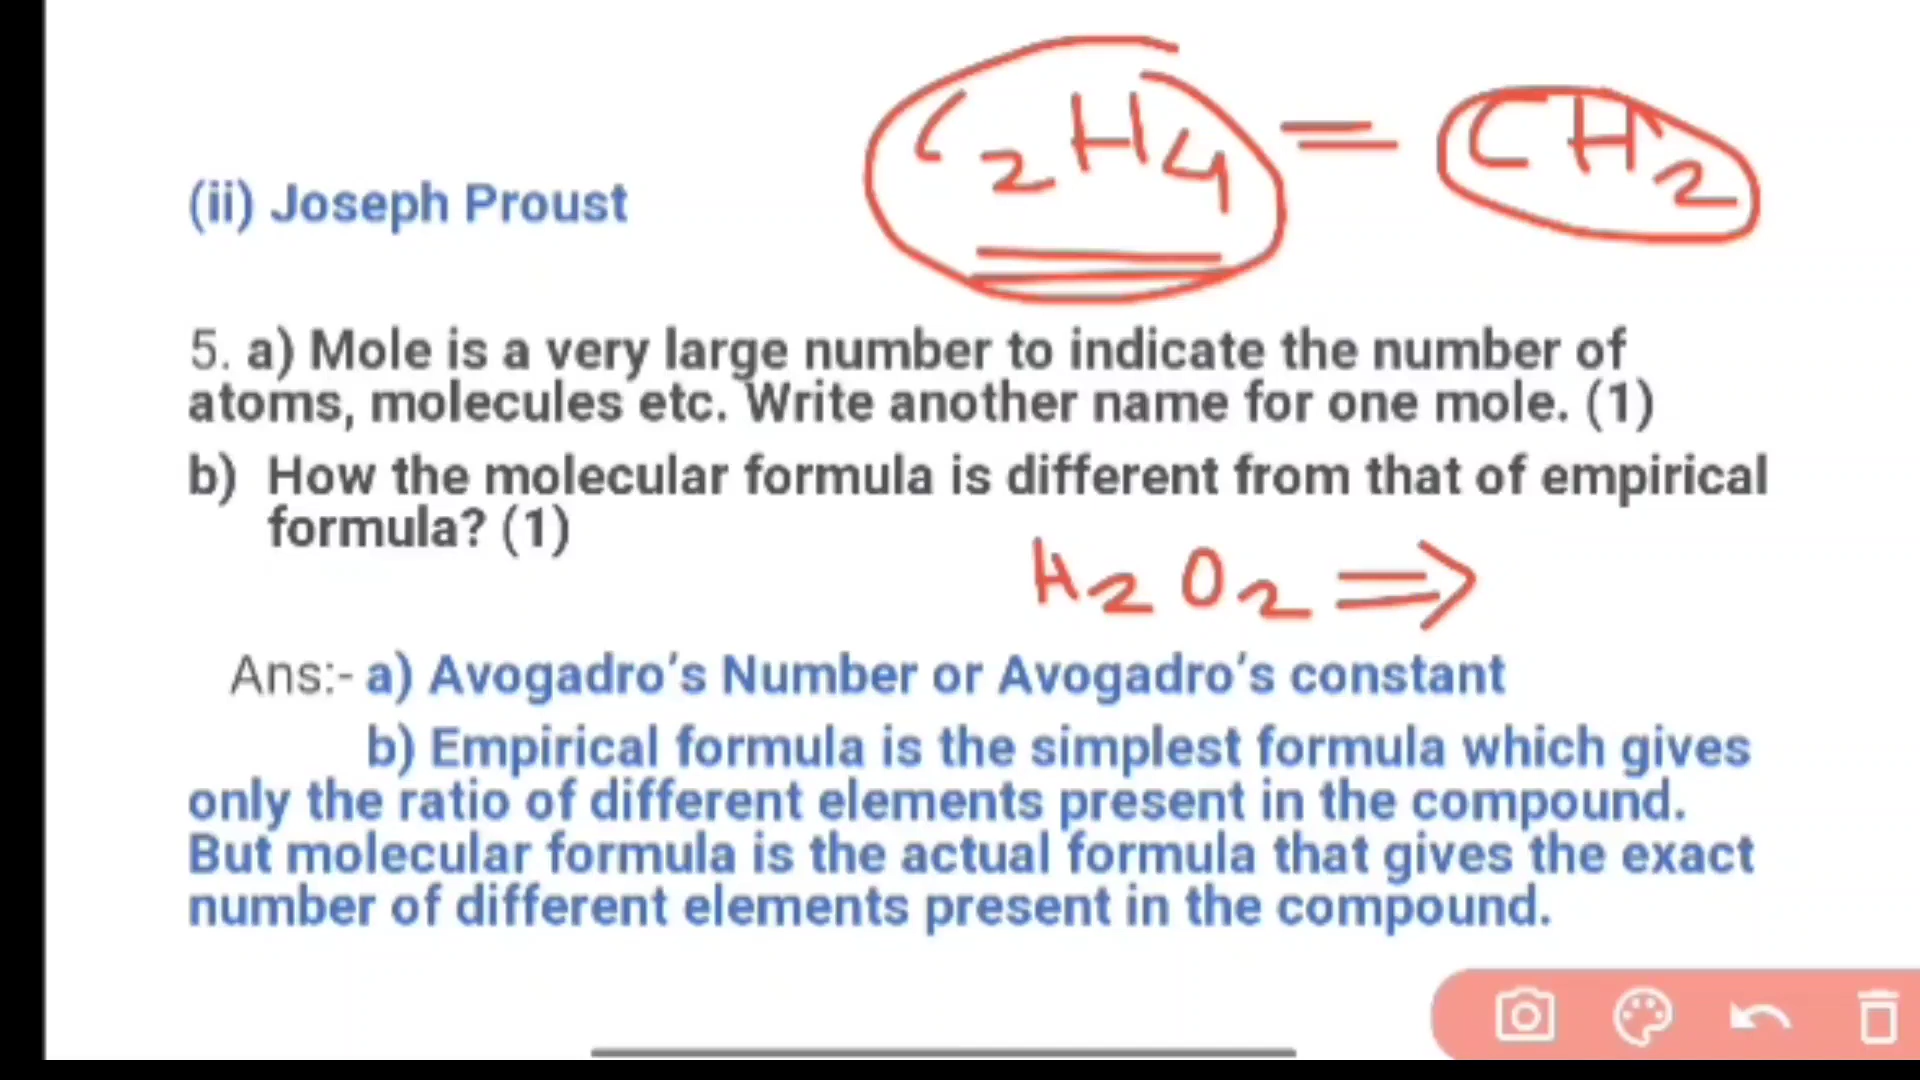 C2H4 = CH2
(ii) Joseph Proust
5. a) Mole is a very large number to indicate the number of
atoms, molecules etc. Write another name for one mole. (1)
b) How the molecular formula is different from that of empirical
formula? (1)
H2O2 ⇒
Ans:- a) Avogadro's Number or Avogadro's constant
b) Empirical formula is the simplest formula which gives
only the ratio of different elements present in the compound.
But molecular formula is the actual formula that gives the exact
number of different elements present in the compound.